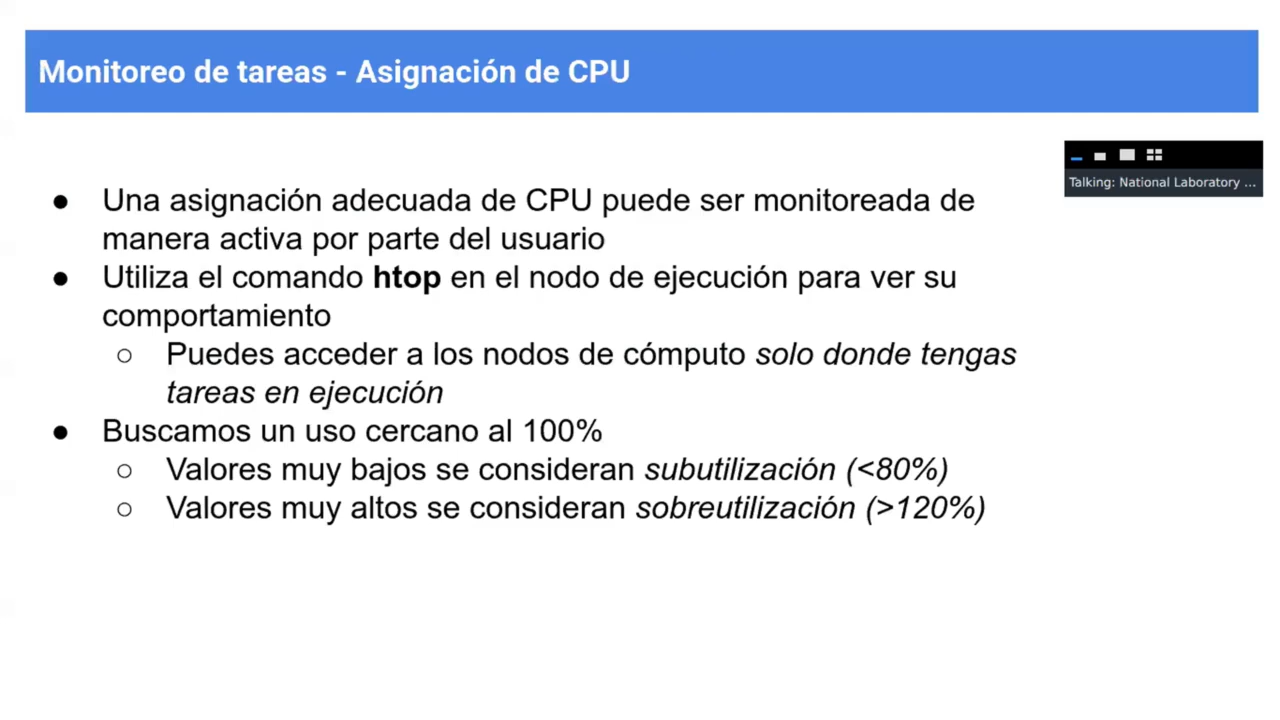 Monitoreo de tareas - Asignación de CPU
Talking: National Laboratory ...
● Una asignación adecuada de CPU puede ser monitoreada de
manera activa por parte del usuario
● Utiliza el comando htop en el nodo de ejecución para ver su
comportamiento
○ Puedes acceder a los nodos de cómputo solo donde tengas
tareas en ejecución
● Buscamos un uso cercano al 100%
○ Valores muy bajos se consideran subutilización (<80%)
○ Valores muy altos se consideran sobreutilización (>120%)